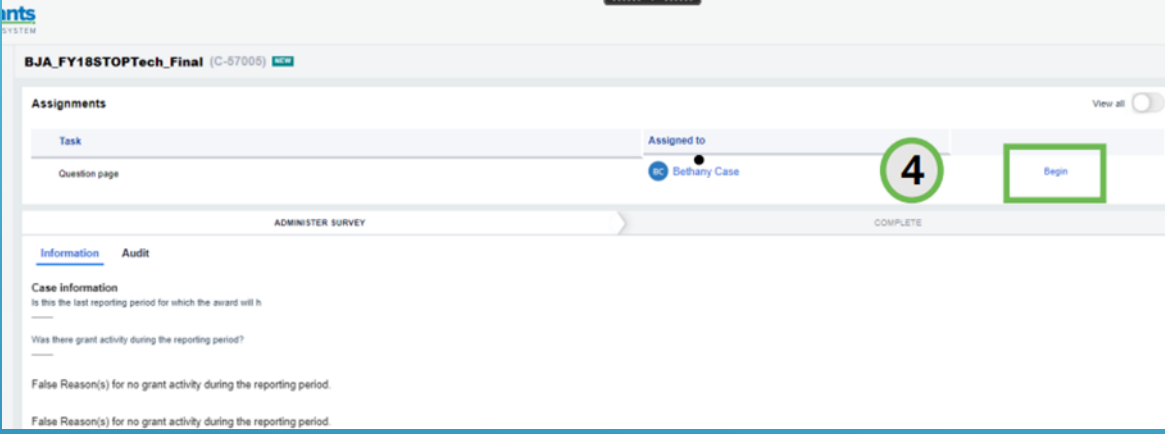 ants
SYSTEM
BJA_FY18STOPTech_Final (C-57005) NEW
Assignments
View all
Task
Assigned to
Question page
BC Bethany Case
4
Begin
ADMINISTER SURVEY
COMPLETE
Information Audit
Case information
Is this the last reporting period for which the award will h
Was there grant activity during the reporting period?
False Reason(s) for no grant activity during the reporting period.
False Reason(s) for no grant activity during the reporting period.